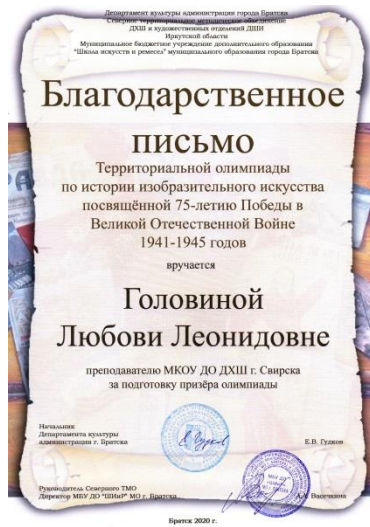 Департамент культуры администрации города Братска
Северное территориальное методическое объединение
ДХШ и художественных отделений ДШИ
Иркутской области
Муниципальное бюджетное учреждение дополнительного образования
"Школа искусств и ремесел" муниципального образования города Братска
Благодарственное
письмо
Территориальной олимпиады
по истории изобразительного искусства
посвящённой 75-летию Победы в
Великой Отечественной Войне
1941-1945 годов
вручается
Головиной
Любови Леонидовне
преподавателю МКОУ ДО ДХШ г. Свирска
за подготовку призёра олимпиады
Начальник
Департамента культуры
администрации г. Братска
Е.В. Гудков
Руководитель Северного ТМО
Директор МБУ ДО "ШИиР" МО г. Братска
Братск 2020 г.